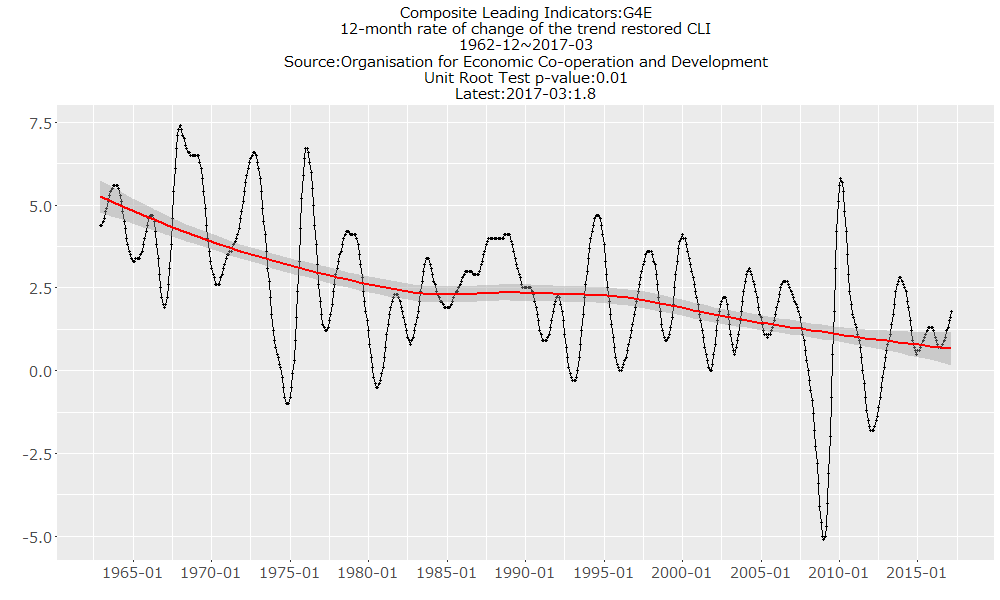 Composite Leading Indicators:G4E
12-month rate of change of the trend restored CLI
1962-12~2017-03
Source:Organisation for Economic Co-operation and Development
Unit Root Test p-value:0.01
Latest:2017-03:1.8
7.5
5.0
2.5
0.0
-2.5
-5.0
1965-01 1970-01 1975-01 1980-01 1985-01 1990-01 1995-01 2000-01 2005-01 2010-01 2015-01